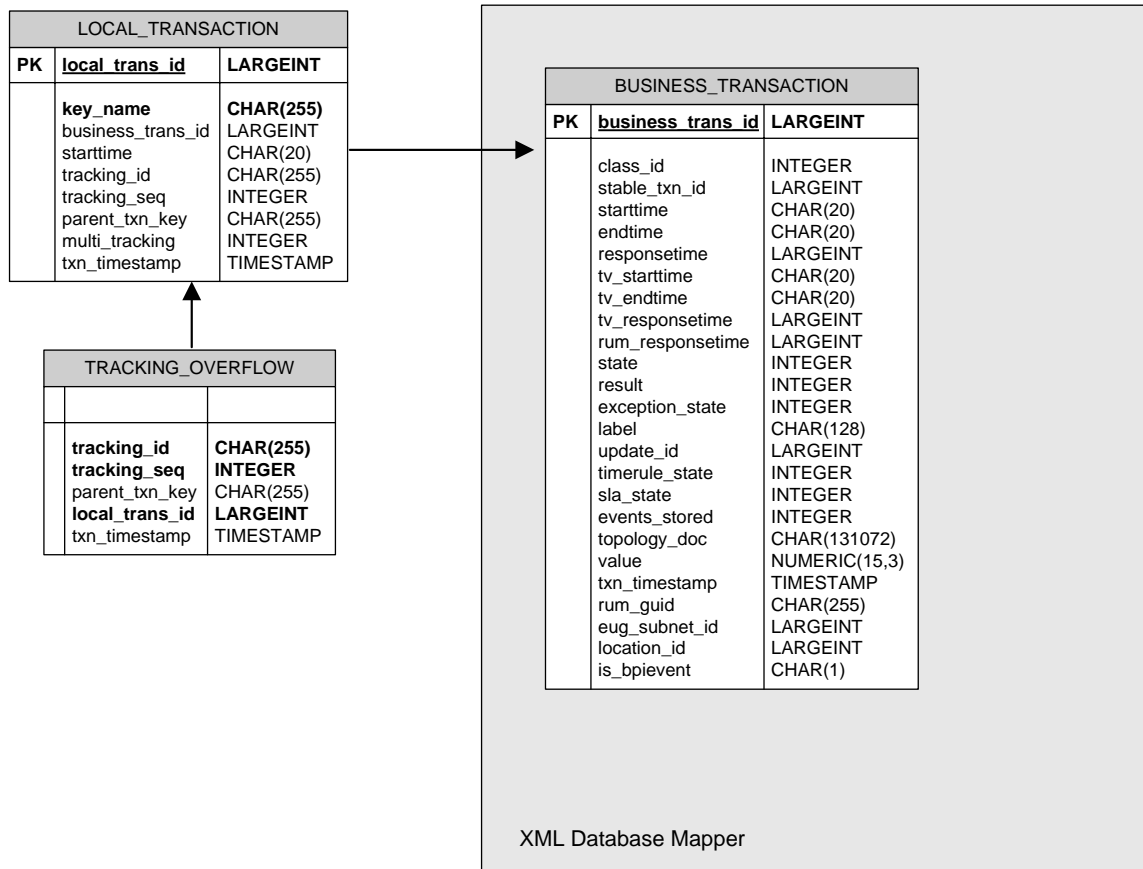 LOCAL_TRANSACTION
PK local_trans_id LARGEINT
key_name CHAR(255)
business_trans_id LARGEINT
starttime CHAR(20)
tracking_id CHAR(255)
tracking_seq INTEGER
parent_txn_key CHAR(255)
multi_tracking INTEGER
txn_timestamp TIMESTAMP
TRACKING_OVERFLOW
tracking_id CHAR(255)
tracking_seq INTEGER
parent_txn_key CHAR(255)
local_trans_id LARGEINT
txn_timestamp TIMESTAMP
BUSINESS_TRANSACTION
PK business_trans_id LARGEINT
class_id INTEGER
stable_txn_id LARGEINT
starttime CHAR(20)
endtime CHAR(20)
responsetime LARGEINT
tv_starttime CHAR(20)
tv_endtime CHAR(20)
tv_responsetime LARGEINT
rum_responsetime LARGEINT
state INTEGER
result INTEGER
exception_state INTEGER
label CHAR(128)
update_id LARGEINT
timerule_state INTEGER
sla_state INTEGER
events_stored INTEGER
topology_doc CHAR(131072)
value NUMERIC(15,3)
txn_timestamp TIMESTAMP
rum_guid CHAR(255)
eug_subnet_id LARGEINT
location_id LARGEINT
is_bpievent CHAR(1)
XML Database Mapper